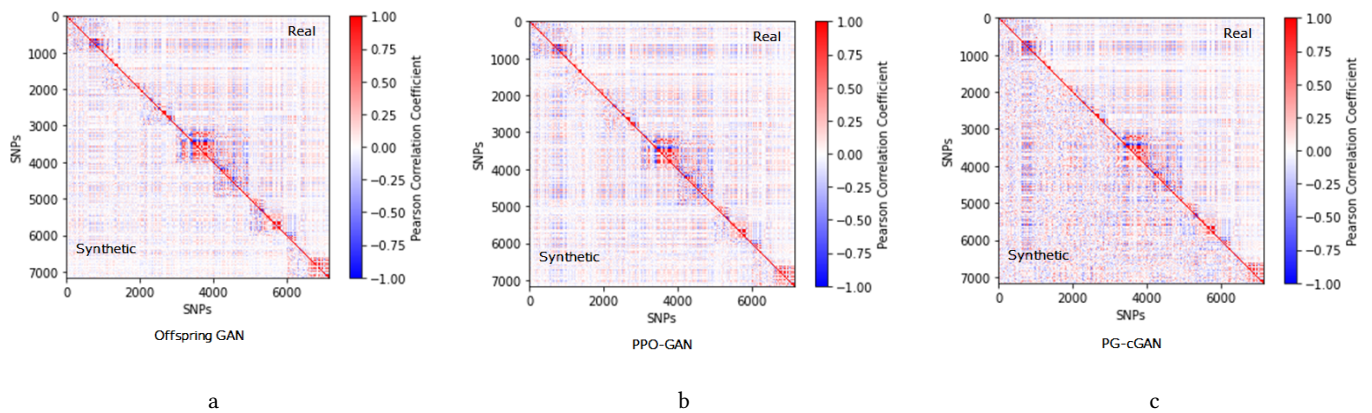 0
1000
2000
3000
4000
5000
6000
7000
SNPs
Real
Synthetic
0 2000 4000 6000
SNPs
1.00
0.75
0.50
0.25
0.00
−0.25
−0.50
−0.75
−1.00
Pearson Correlation Coefficient
Offspring GAN
a
0
1000
2000
3000
4000
5000
6000
7000
SNPs
Real
Synthetic
0 2000 4000 6000
SNPs
1.00
0.75
0.50
0.25
0.00
−0.25
−0.50
−0.75
−1.00
Pearson Correlation Coefficient
PPO-GAN
b
0
1000
2000
3000
4000
5000
6000
7000
SNPs
Real
Synthetic
0 2000 4000 6000
SNPs
1.00
0.75
0.50
0.25
0.00
−0.25
−0.50
−0.75
−1.00
Pearson Correlation Coefficient
PG-cGAN
c